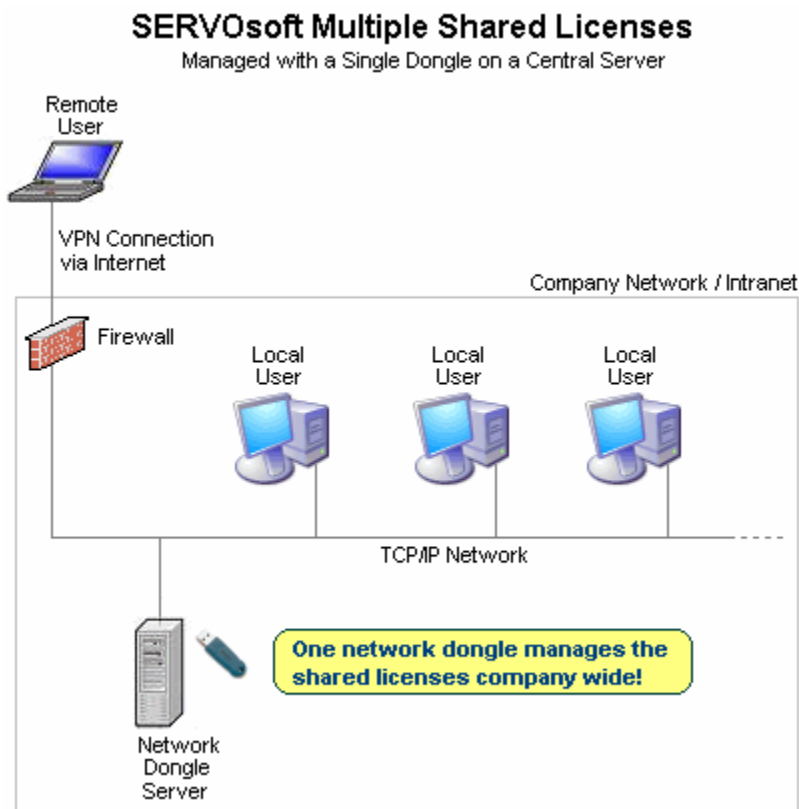 SERVOsoft Multiple Shared Licenses
Managed with a Single Dongle on a Central Server
Remote
User
VPN Connection
via Internet
Company Network / Intranet
Firewall
Local
User
Local
User
Local
User
TCP/IP Network
One network dongle manages the
shared licenses company wide!
Network
Dongle
Server